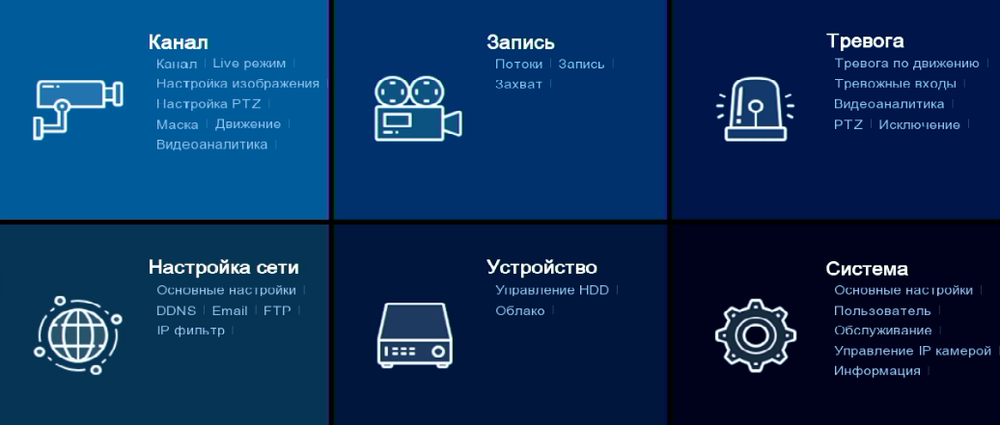 Канал
Канал | Live режим |
Настройка изображения |
Настройка PTZ |
Маска | Движение |
Видеоаналитика |
Запись
Потоки | Запись |
Захват |
Тревога
Тревога по движению |
Тревожные входы |
Видеоаналитика |
PTZ | Исключение |
Настройка сети
Основные настройки |
DDNS | Email | FTP |
IP фильтр |
Устройство
Управление HDD |
Облако |
Система
Основные настройки |
Пользователь |
Обслуживание |
Управление IP камерой |
Информация |